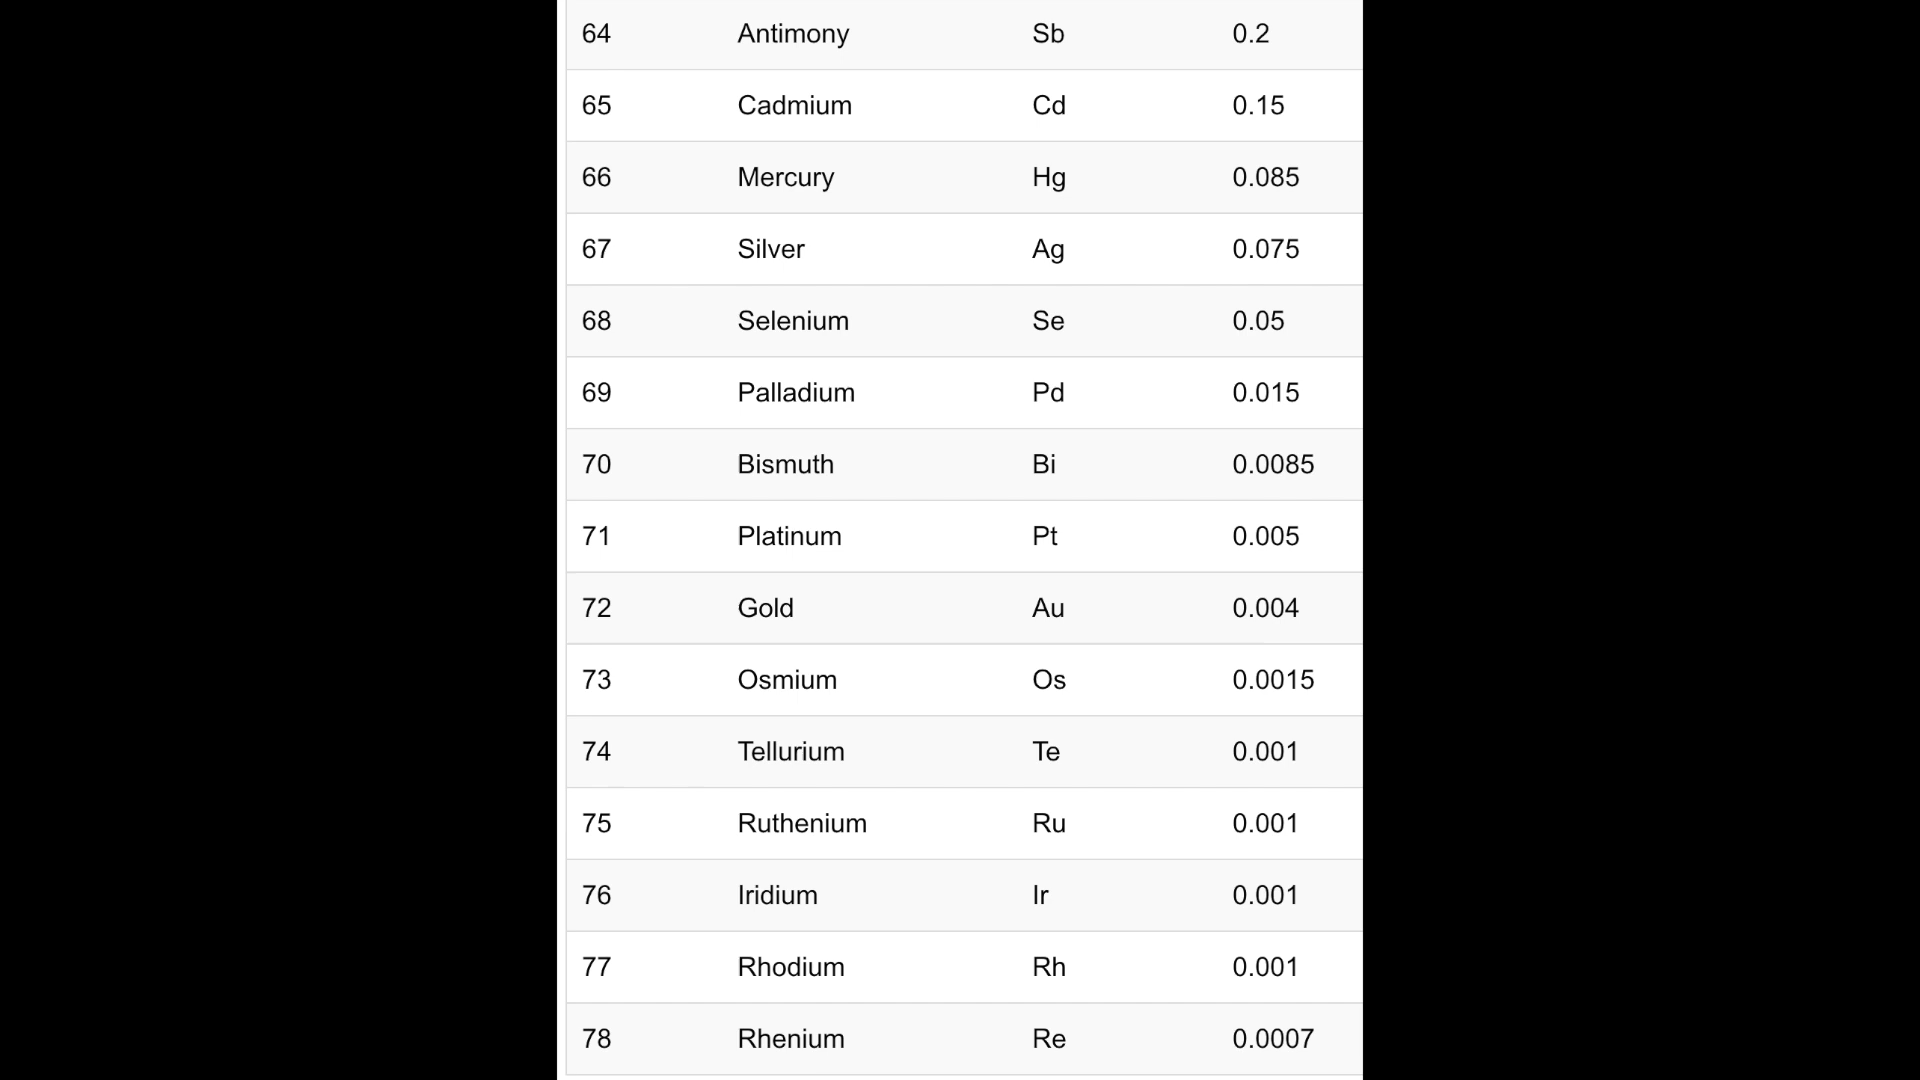 64 Antimony Sb 0.2
65 Cadmium Cd 0.15
66 Mercury Hg 0.085
67 Silver Ag 0.075
68 Selenium Se 0.05
69 Palladium Pd 0.015
70 Bismuth Bi 0.0085
71 Platinum Pt 0.005
72 Gold Au 0.004
73 Osmium Os 0.0015
74 Tellurium Te 0.001
75 Ruthenium Ru 0.001
76 Iridium Ir 0.001
77 Rhodium Rh 0.001
78 Rhenium Re 0.0007